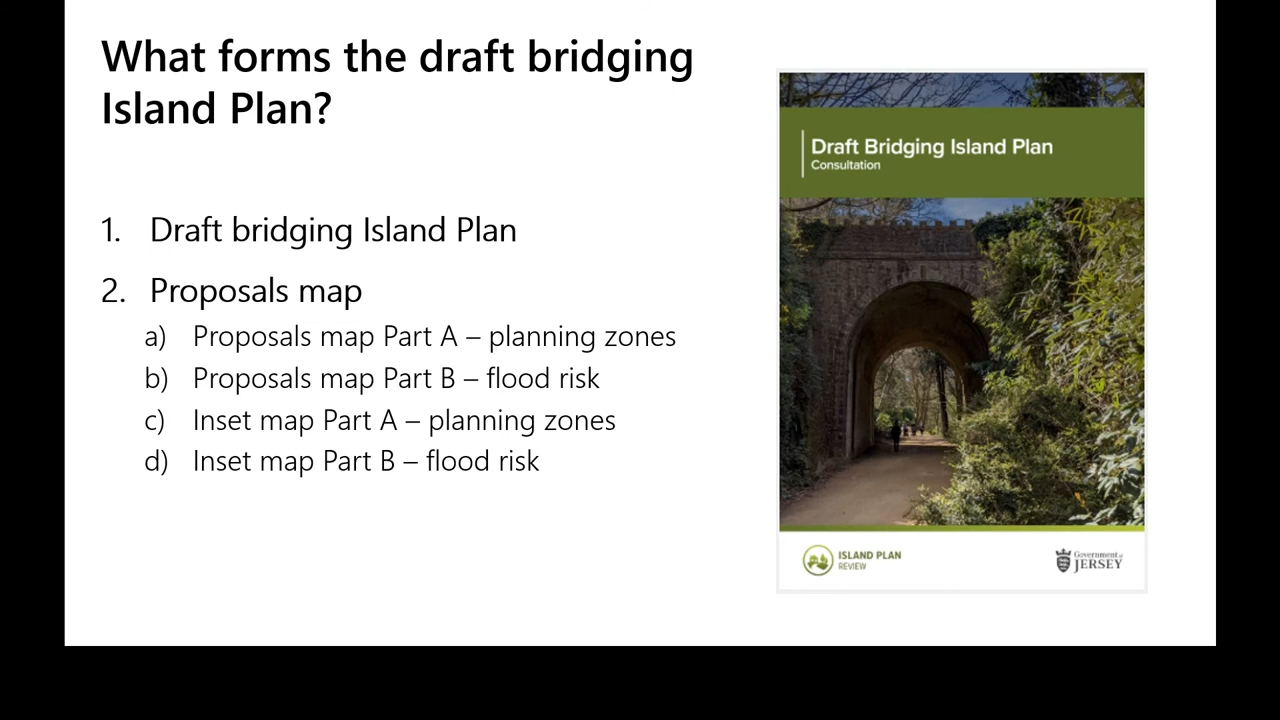 What forms the draft bridging
Island Plan?
1. Draft bridging Island Plan
2. Proposals map
a) Proposals map Part A – planning zones
b) Proposals map Part B – flood risk
c) Inset map Part A – planning zones
d) Inset map Part B – flood risk
Draft Bridging Island Plan
Consultation
ISLAND PLAN
REVIEW
Government of
JERSEY